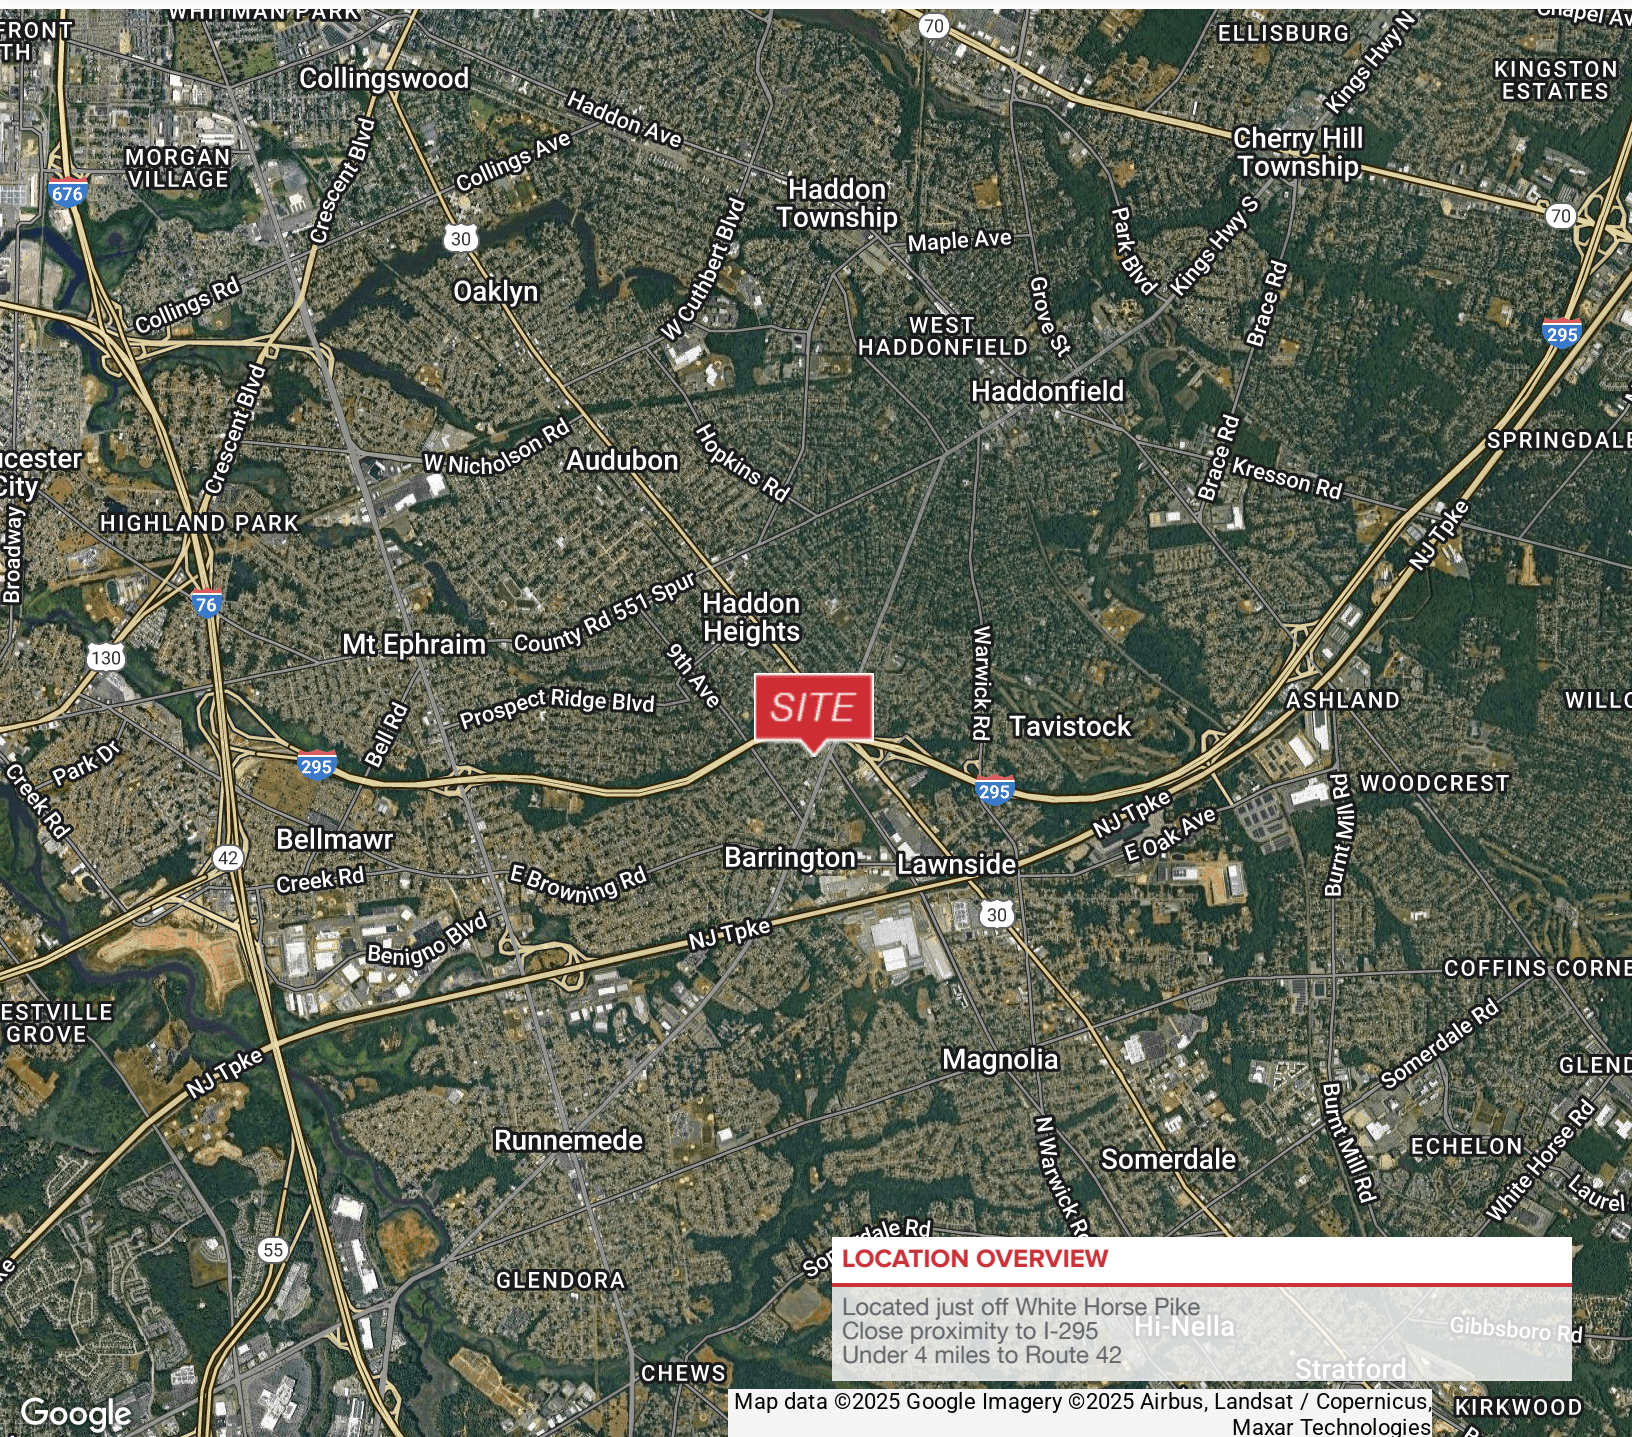 WHITMAN PARK
FRONT
TH
Collingswood
Haddon Ave
Collings Ave
Crescent Blvd
MORGAN
VILLAGE
676
70
ELLISBURG
Kings Hwy N
Chapel Av
KINGSTON
ESTATES
Cherry Hill
Township
70
Haddon
Township
Maple Ave
Park Blvd
Kings Hwy S
Brace Rd
Grove St
30
Oaklyn
W Cuthbert Blvd
Collings Rd
WEST
HADDONFIELD
295
Haddonfield
Crescent Blvd
W Nicholson Rd
Audubon
Hopkins Rd
Brace Rd
Kresson Rd
SPRINGDALE
NJ Tpke
ucester
City
Broadway
HIGHLAND PARK
76
130
Mt Ephraim
County Rd 551 Spur
Haddon
Heights
9th Ave
Prospect Ridge Blvd
SITE
Warwick Rd
Tavistock
ASHLAND
WILLO
Bell Rd
Park Dr
Creek Rd
295
295
WOODCREST
NJ Tpke
E Oak Ave
Burnt Mill Rd
Bellmawr
42
Creek Rd
E Browning Rd
Barrington
Lawnside
30
Benigno Blvd
NJ Tpke
COFFINS CORNE
ESTVILLE
GROVE
NJ Tpke
Magnolia
Somerdale Rd
GLEND
Burnt Mill Rd
ECHELON
White Horse Rd
Laurel
Runnemede
N Warwick Rd
Somerdale
55
GLENDORA
LOCATION OVERVIEW
Located just off White Horse Pike
Close proximity to I-295
Under 4 miles to Route 42
Hi-Nella
Gibbsboro Rd
Stratford
CHEWS
KIRKWOOD
Google
Map data ©2025 Google Imagery ©2025 Airbus, Landsat / Copernicus,
Maxar Technologies